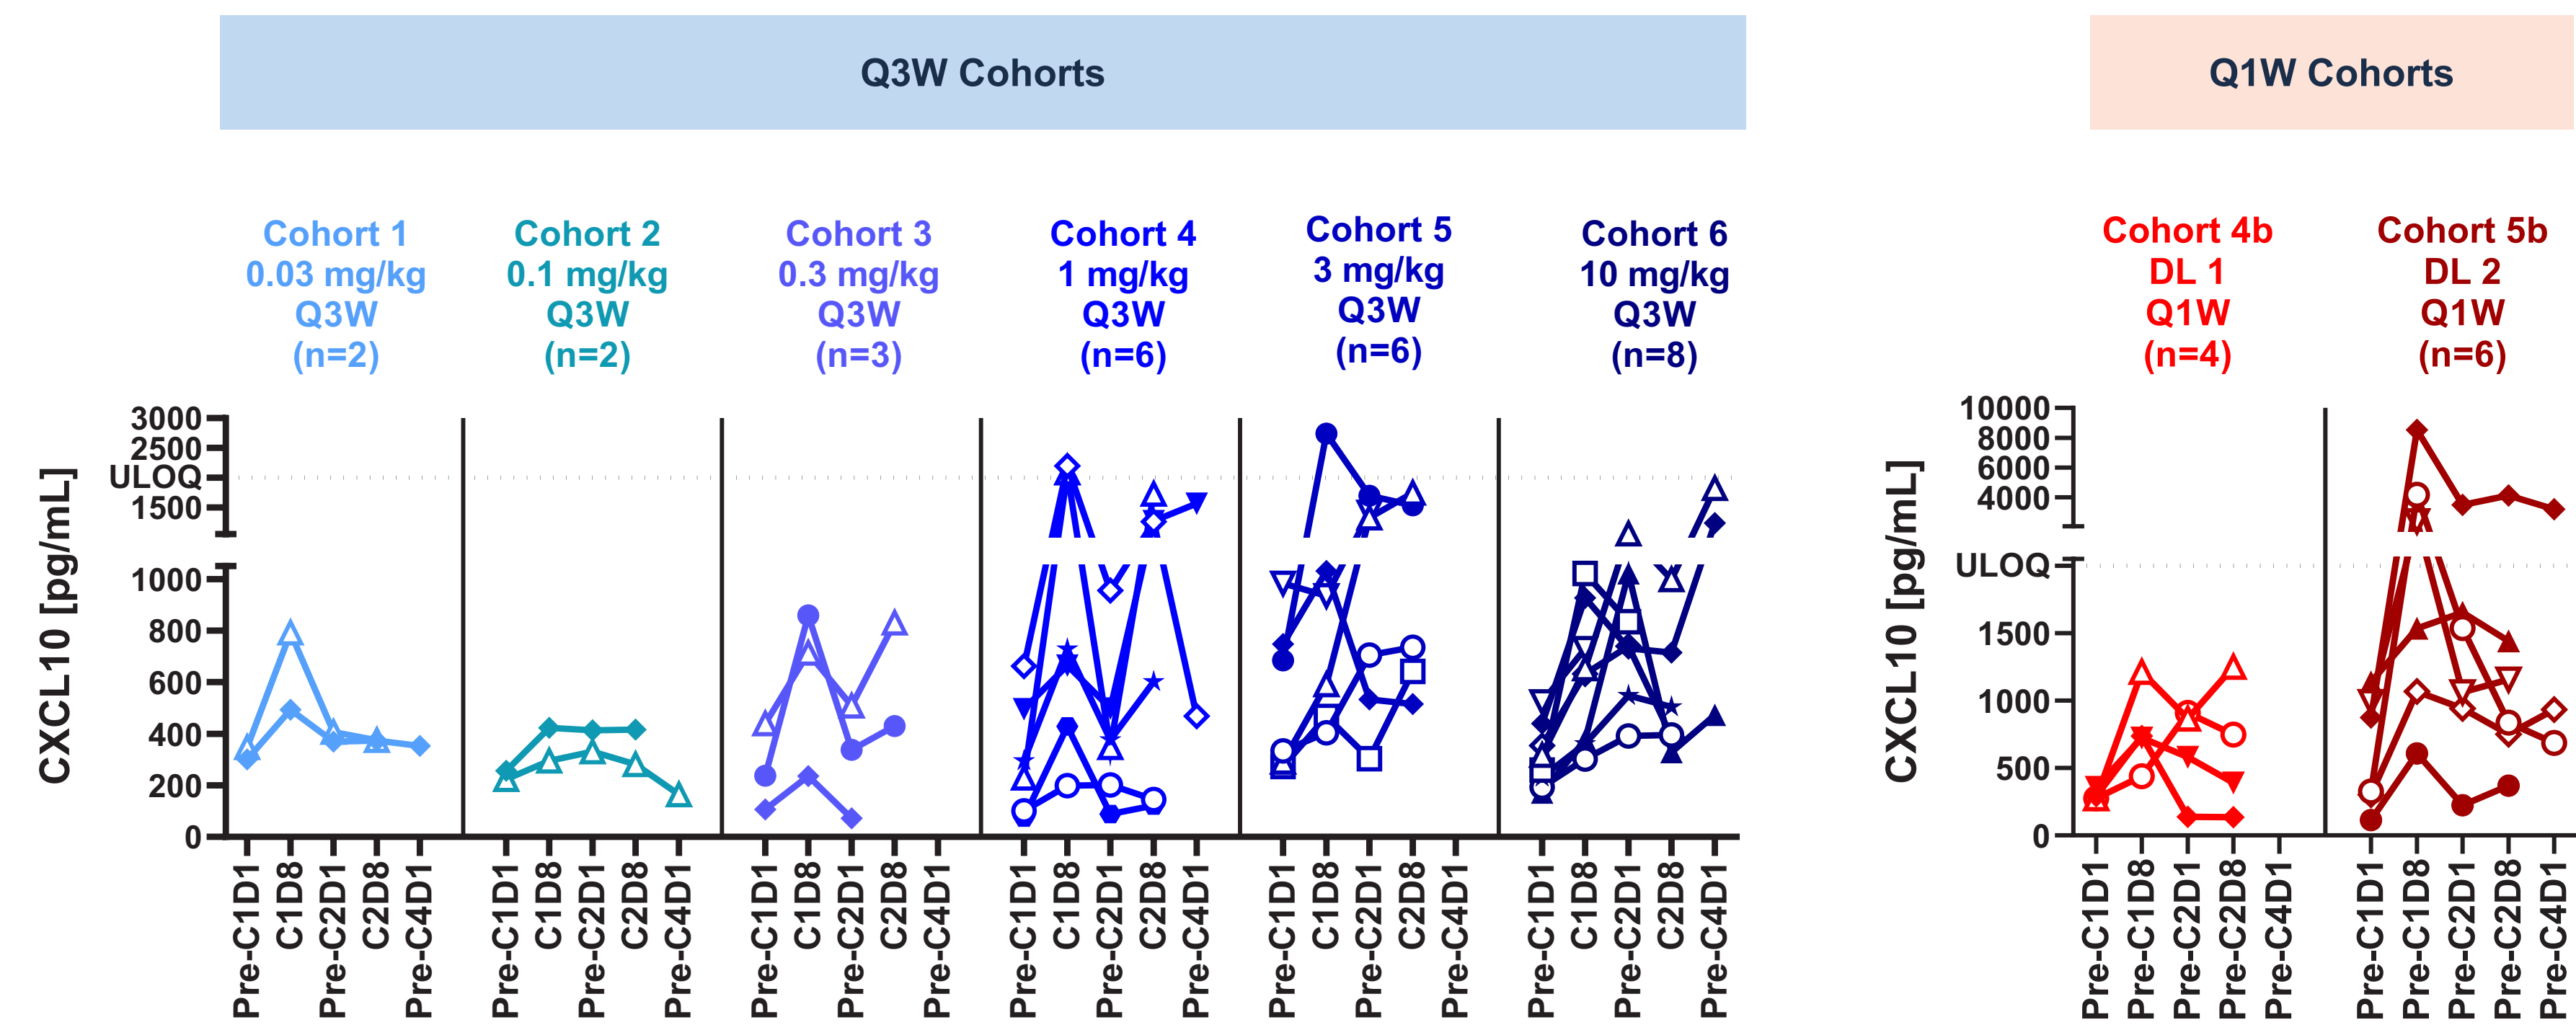 Q3W Cohorts
Q1W Cohorts
Cohort 1
0.03 mg/kg
Q3W
(n=2)
Cohort 2
0.1 mg/kg
Q3W
(n=2)
Cohort 3
0.3 mg/kg
Q3W
(n=3)
Cohort 4
1 mg/kg
Q3W
(n=6)
Cohort 5
3 mg/kg
Q3W
(n=6)
Cohort 6
10 mg/kg
Q3W
(n=8)
Cohort 4b
DL 1
Q1W
(n=4)
Cohort 5b
DL 2
Q1W
(n=6)
CXCL10 [pg/mL]
3000
2500
ULOQ
1500
1000
800
600
400
200
0
Pre-C1D1
C1D8
Pre-C2D1
C2D8
Pre-C4D1
Pre-C1D1
C1D8
Pre-C2D1
C2D8
Pre-C4D1
Pre-C1D1
C1D8
Pre-C2D1
C2D8
Pre-C4D1
Pre-C1D1
C1D8
Pre-C2D1
C2D8
Pre-C4D1
Pre-C1D1
C1D8
Pre-C2D1
C2D8
Pre-C4D1
Pre-C1D1
C1D8
Pre-C2D1
C2D8
Pre-C4D1
CXCL10 [pg/mL]
10000
8000
6000
4000
ULOQ
1500
1000
500
0
Pre-C1D1
Pre-C1D8
Pre-C2D1
Pre-C2D8
Pre-C4D1
Pre-C1D1
Pre-C1D8
Pre-C2D1
Pre-C2D8
Pre-C4D1